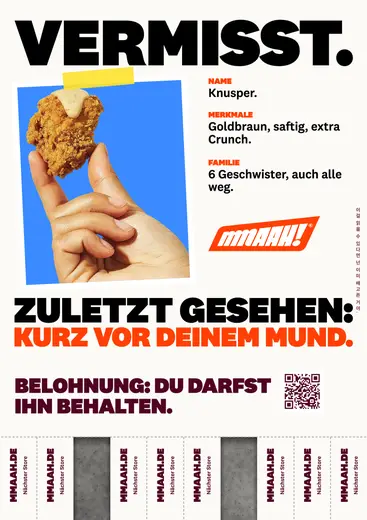 VERMISST.
NAME
Knusper.
MERKMALE
Goldbraun, saftig, extra
Crunch.
FAMILIE
6 Geschwister, auch alle
weg.
mmAAH!®
ZULETZT GESEHEN:
KURZ VOR DEINEM MUND.
BELOHNUNG: DU DARFST
IHN BEHALTEN.
MMAAH.DE
Nächster Store
MMAAH.DE
Nächster Store
MMAAH.DE
Nächster Store
MMAAH.DE
Nächster Store
MMAAH.DE
Nächster Store
MMAAH.DE
Nächster Store
MMAAH.DE
Nächster Store
MMAAH.DE
Nächster Store